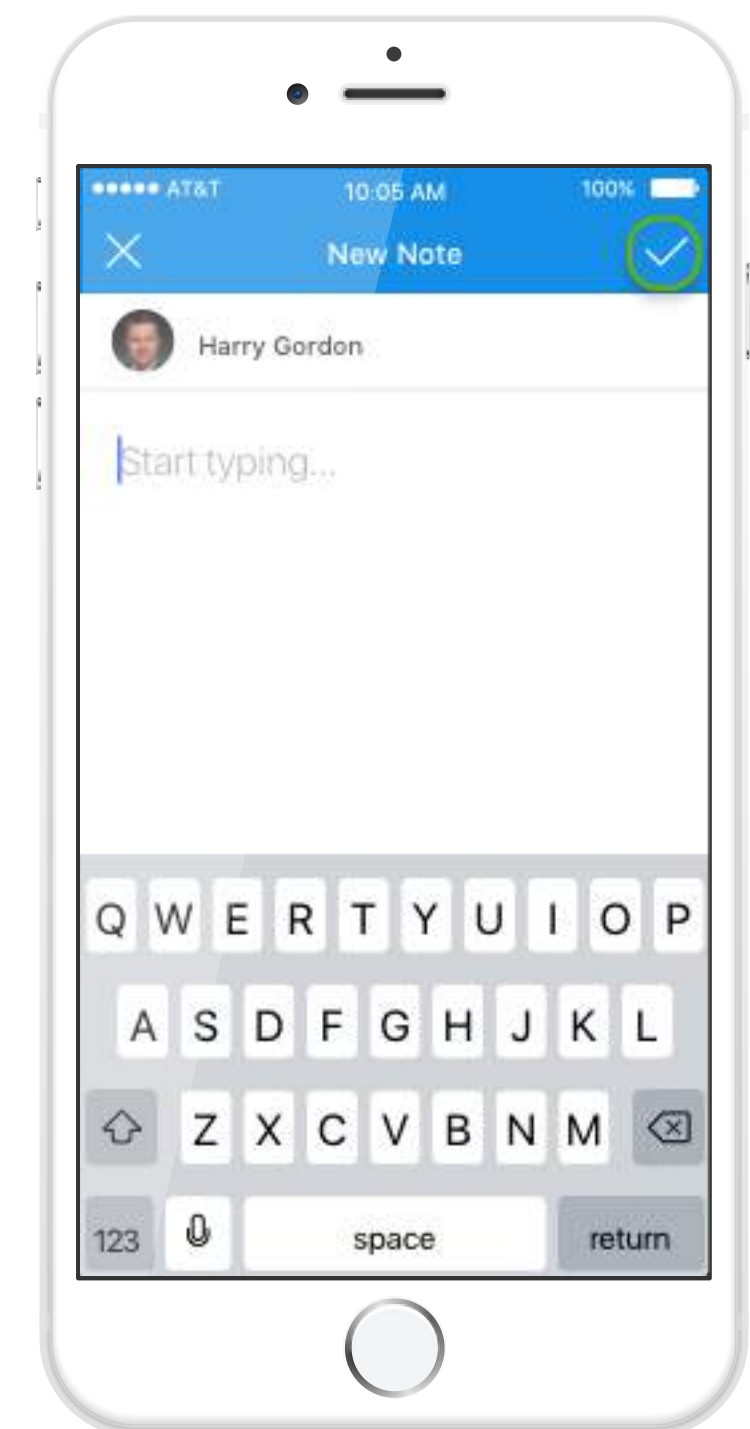 AT&T 10:05 AM 100%
New Note
Harry Gordon
Start typing...
Q W E R T Y U I O P
A S D F G H J K L
Z X C V B N M
123 space return